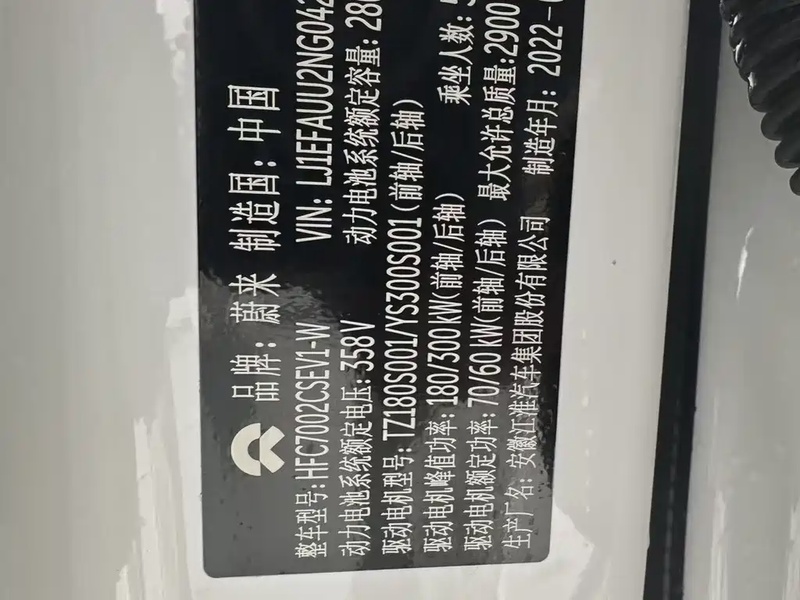 品牌: 蔚来 制造国: 中国
整车型号: HFC7002CSEV1-W VIN: LJ1EFAUU2NG042
动力电池系统额定电压: 358V 动力电池系统额定容量: 280
驱动电机型号: TZ180S001/YS300S001(前轴/后轴)
驱动电机峰值功率: 180/300 kW(前轴/后轴) 乘坐人数: 5
驱动电机额定功率: 70/60 kW(前轴/后轴) 最大允许总质量:2900
生产厂名: 安徽江淮汽车集团股份有限公司 制造年月: 2022-0